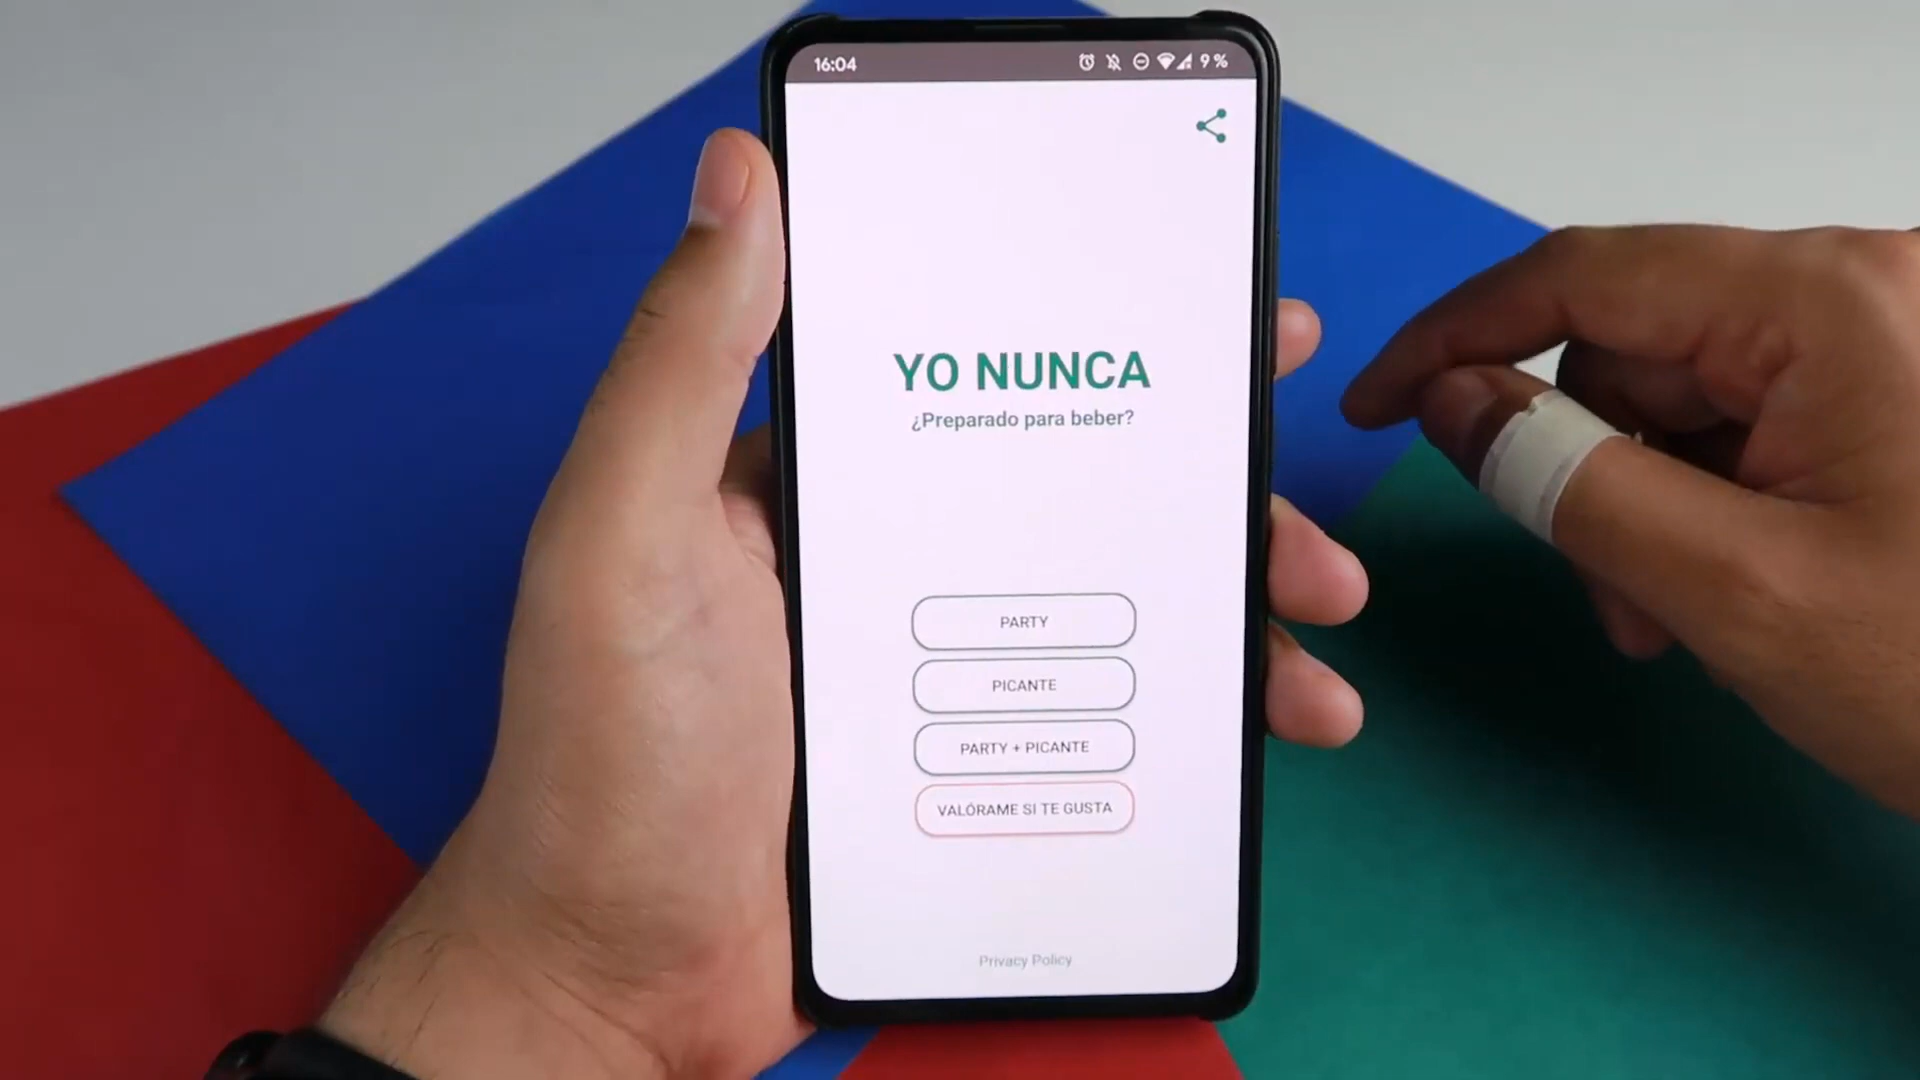 16:04
9 %
YO NUNCA
¿Preparado para beber?
PARTY
PICANTE
PARTY + PICANTE
VALÓRAME SI TE GUSTA
Privacy Policy